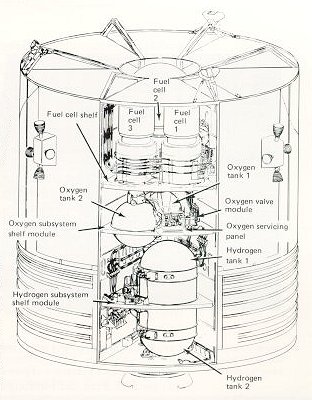 Fuel
cell
2
Fuel cell shelf
Fuel
cell
3
Fuel
cell
1
Oxygen
tank 1
Oxygen
tank 2
Oxygen valve
module
Oxygen subsystem
shelf module
Oxygen servicing
panel
Hydrogen
tank 1
Hydrogen subsystem
shelf module
Hydrogen
tank 2